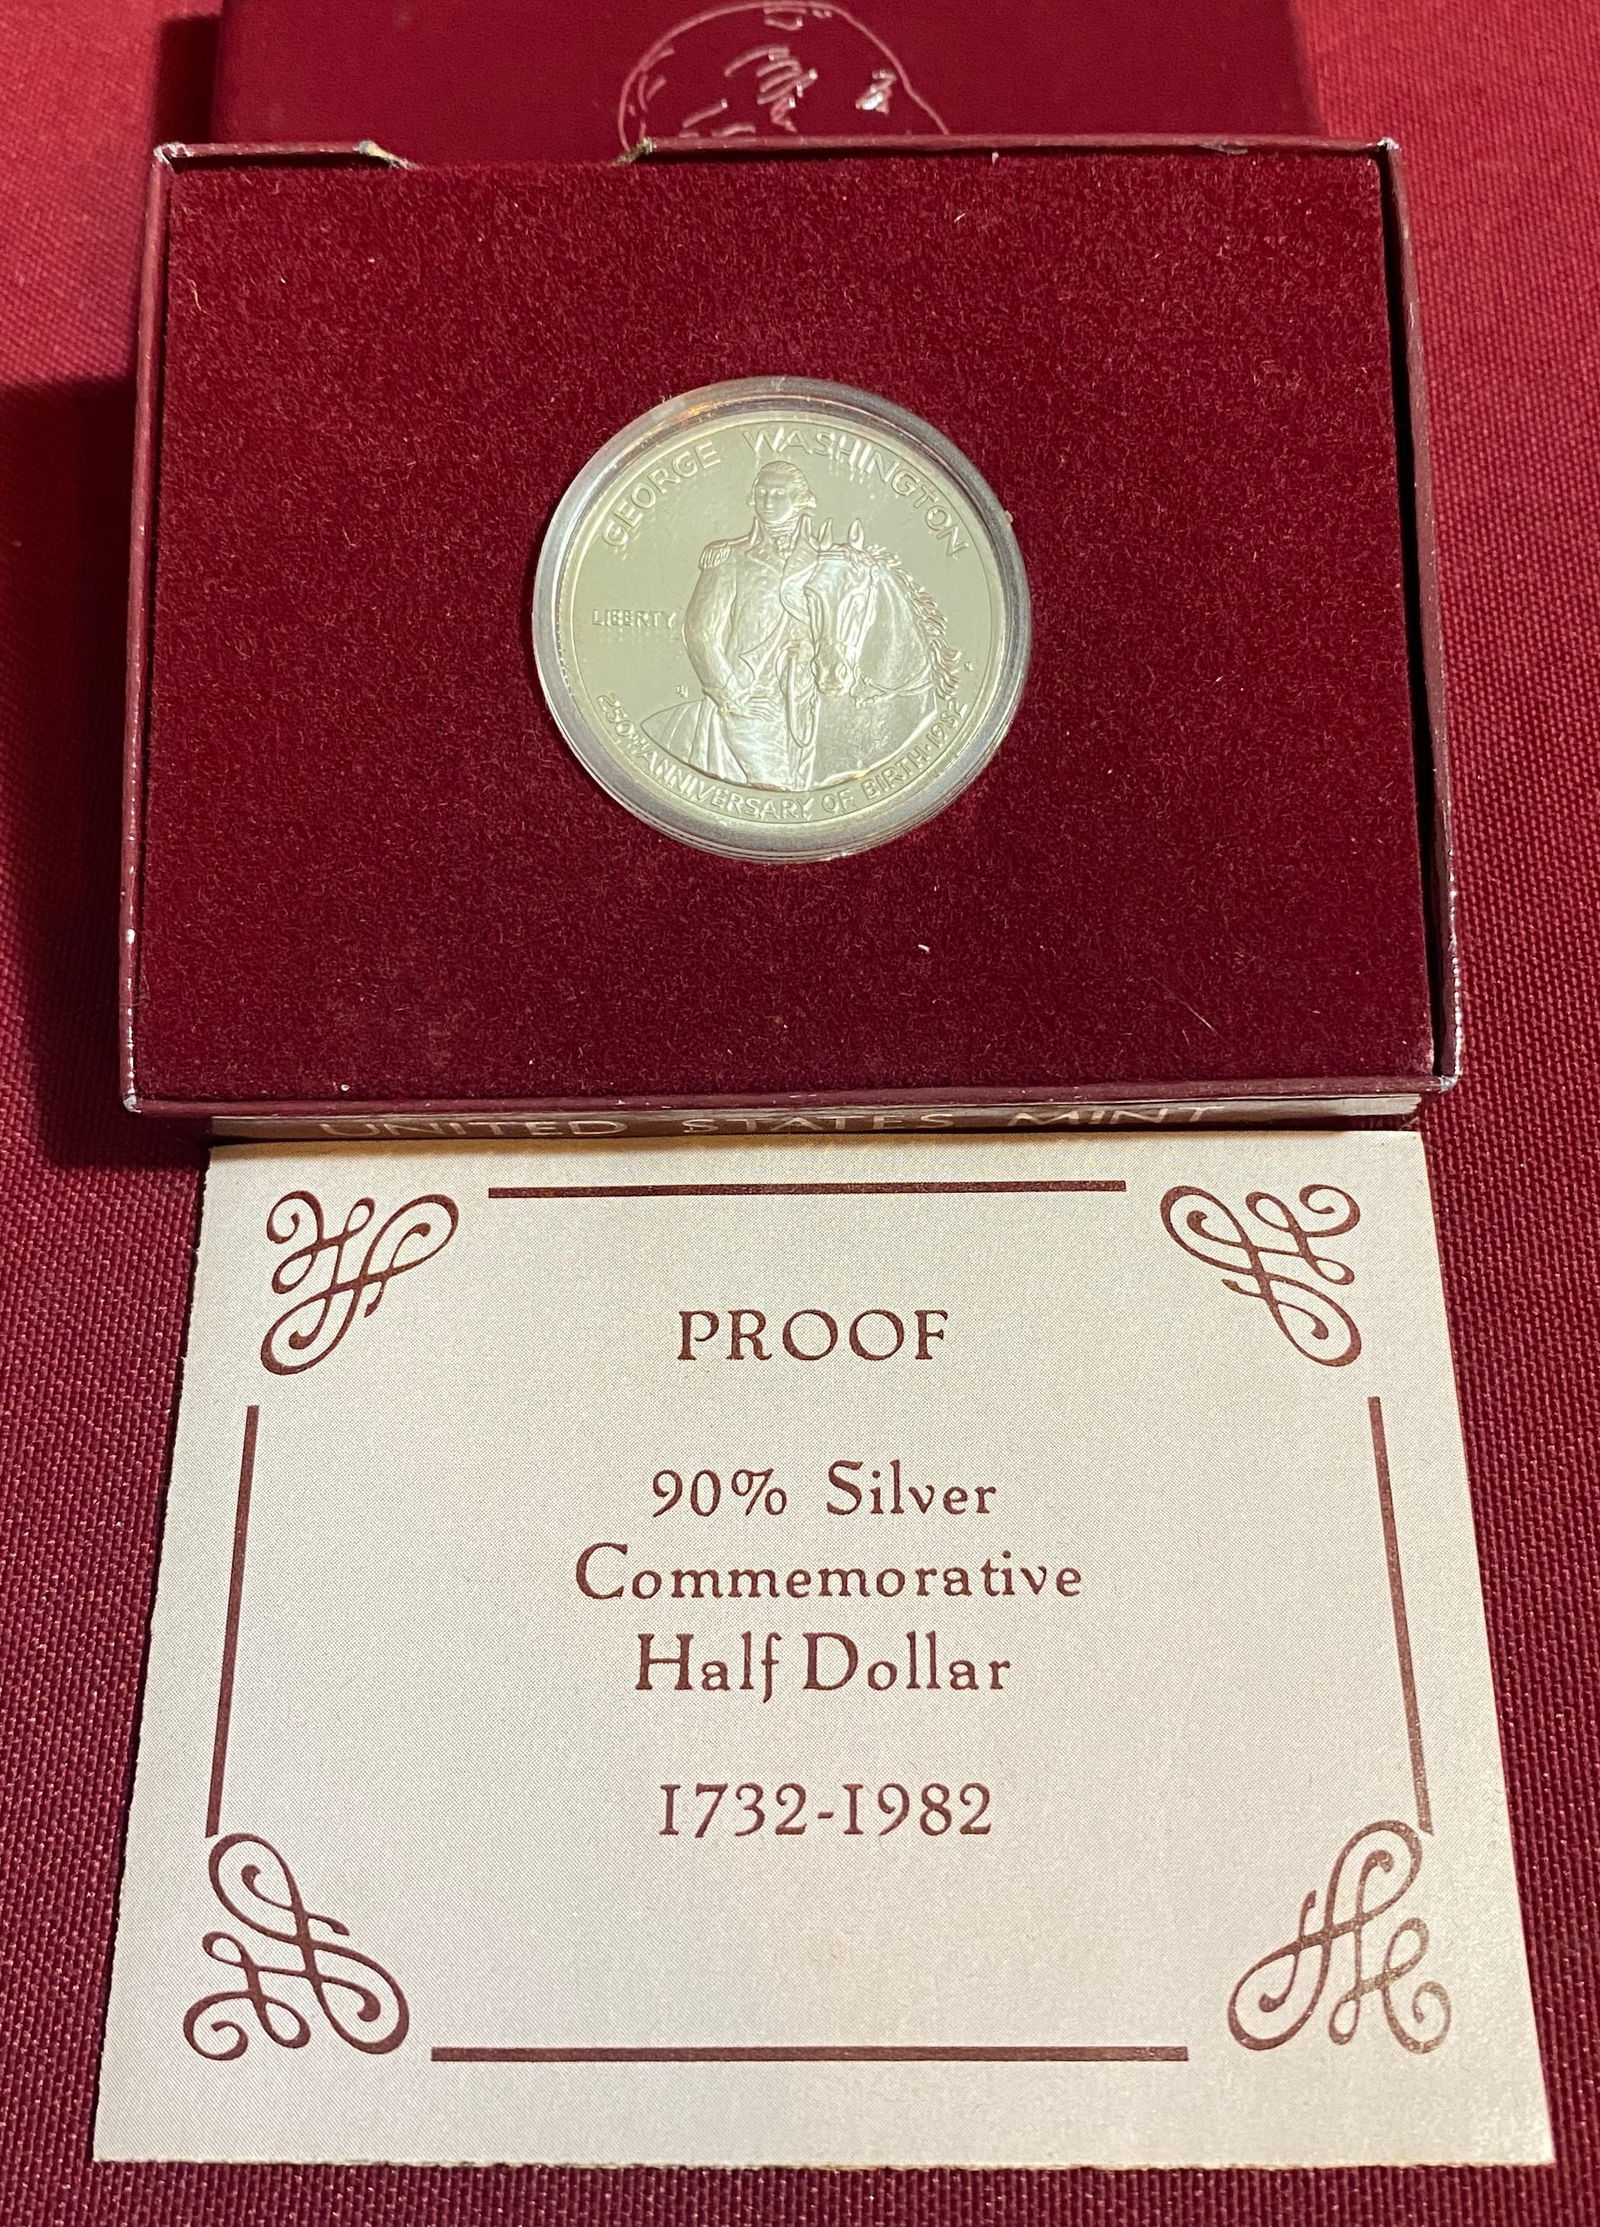 GEORGE WASHINGTON
LIBERTY
250TH ANNIVERSARY OF BIRTH·1982
UNITED STATES MINT
PROOF
90% Silver
Commemorative
Half Dollar
1732-1982